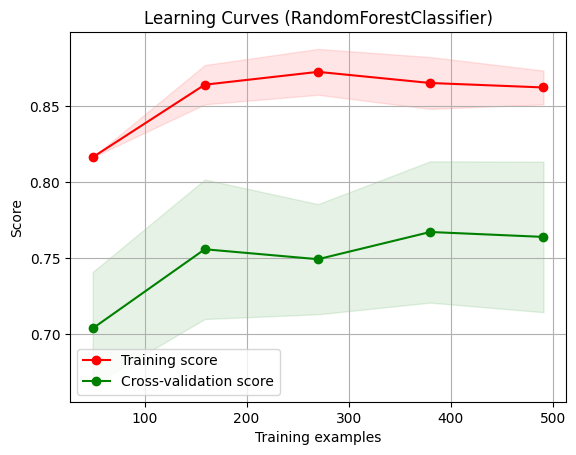 Learning Curves (RandomForestClassifier)
Score
0.85
0.80
0.75
0.70
Training score
Cross-validation score
100
200
300
400
500
Training examples